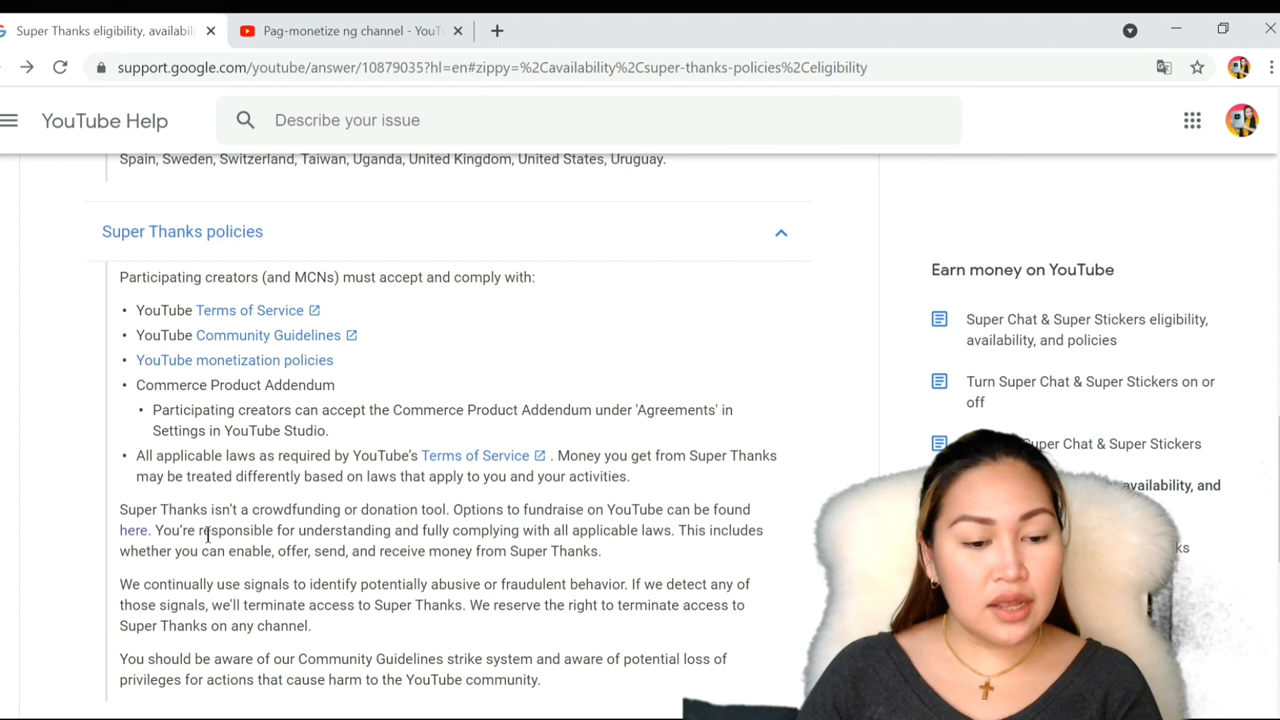 Super Thanks eligibility, availabil
Pag-monetize ng channel - YouT
support.google.com/youtube/answer/10879035?hl=en#zippy=%2Cavailability%2Csuper-thanks-policies%2Celigibility
YouTube Help
Describe your issue
Spain, Sweden, Switzerland, Taiwan, Uganda, United Kingdom, United States, Uruguay.
Super Thanks policies
Participating creators (and MCNs) must accept and comply with:
• YouTube Terms of Service
• YouTube Community Guidelines
• YouTube monetization policies
• Commerce Product Addendum
• Participating creators can accept the Commerce Product Addendum under 'Agreements' in
Settings in YouTube Studio.
• All applicable laws as required by YouTube's Terms of Service . Money you get from Super Thanks
may be treated differently based on laws that apply to you and your activities.
Super Thanks isn't a crowdfunding or donation tool. Options to fundraise on YouTube can be found
here. You're responsible for understanding and fully complying with all applicable laws. This includes
whether you can enable, offer, send, and receive money from Super Thanks.
We continually use signals to identify potentially abusive or fraudulent behavior. If we detect any of
those signals, we'll terminate access to Super Thanks. We reserve the right to terminate access to
Super Thanks on any channel.
You should be aware of our Community Guidelines strike system and aware of potential loss of
privileges for actions that cause harm to the YouTube community.
Earn money on YouTube
Super Chat & Super Stickers eligibility,
availability, and policies
Turn Super Chat & Super Stickers on or
off
Super Chat & Super Stickers
availability, and